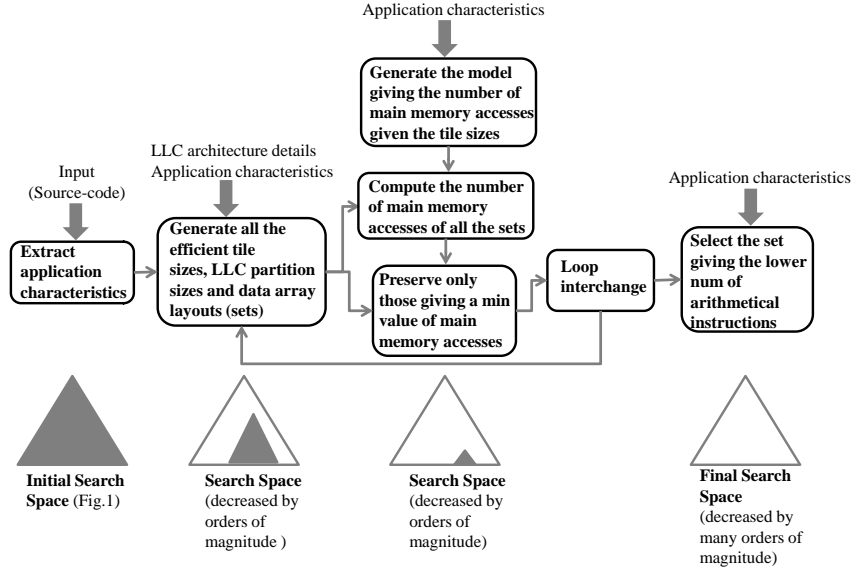 Application characteristics
Generate the model
giving the number of
main memory accesses
given the tile sizes
Input
(Source-code)
LLC architecture details
Application characteristics
Application characteristics
Extract
application
characteristics
Generate all the
efficient tile
sizes, LLC partition
sizes and data array
layouts (sets)
Compute the number
of main memory
accesses of all the sets
Preserve only
those giving a min
value of main
memory accesses
Loop
interchange
Select the set
giving the lower
num of
arithmetical
instructions
Initial Search
Space (Fig.1)
Search Space
(decreased by
orders of
magnitude )
Search Space
(decreased by
orders of
magnitude)
Final Search
Space
(decreased by
many orders of
magnitude)